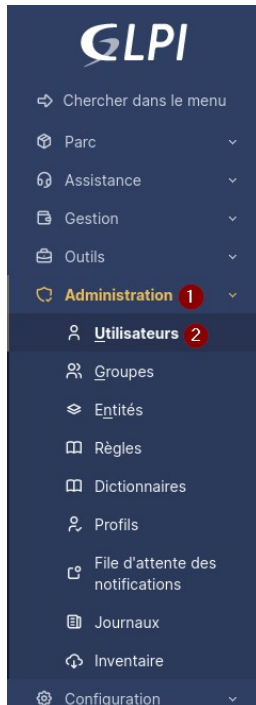 GLPI
Chercher dans le menu
Parc
Assistance
Gestion
Outils
Administration 1
Utilisateurs 2
Groupes
Entités
Règles
Dictionnaires
Profils
File d'attente des
notifications
Journaux
Inventaire
Configuration